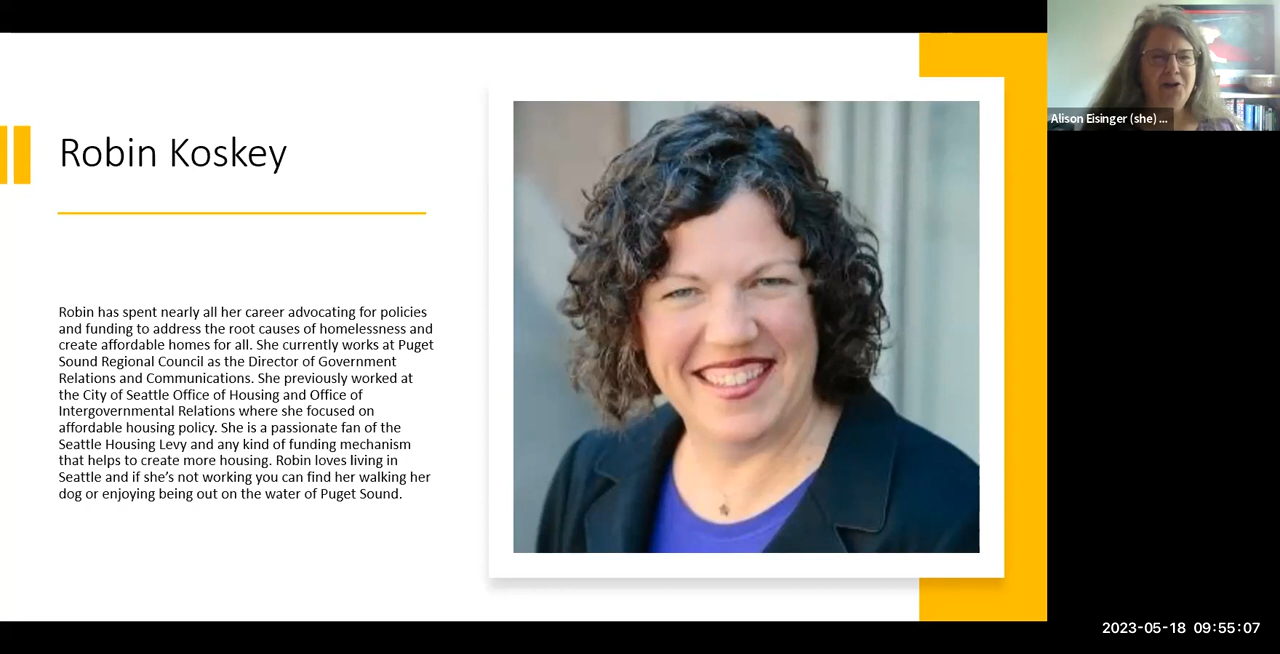 Robin Koskey
Robin has spent nearly all her career advocating for policies
and funding to address the root causes of homelessness and
create affordable homes for all. She currently works at Puget
Sound Regional Council as the Director of Government
Relations and Communications. She previously worked at
the City of Seattle Office of Housing and Office of
Intergovernmental Relations where she focused on
affordable housing policy. She is a passionate fan of the
Seattle Housing Levy and any kind of funding mechanism
that helps to create more housing. Robin loves living in
Seattle and if she’s not working you can find her walking her
dog or enjoying being out on the water of Puget Sound.
Alison Eisinger (she) ...
2023-05-18 09:55:07